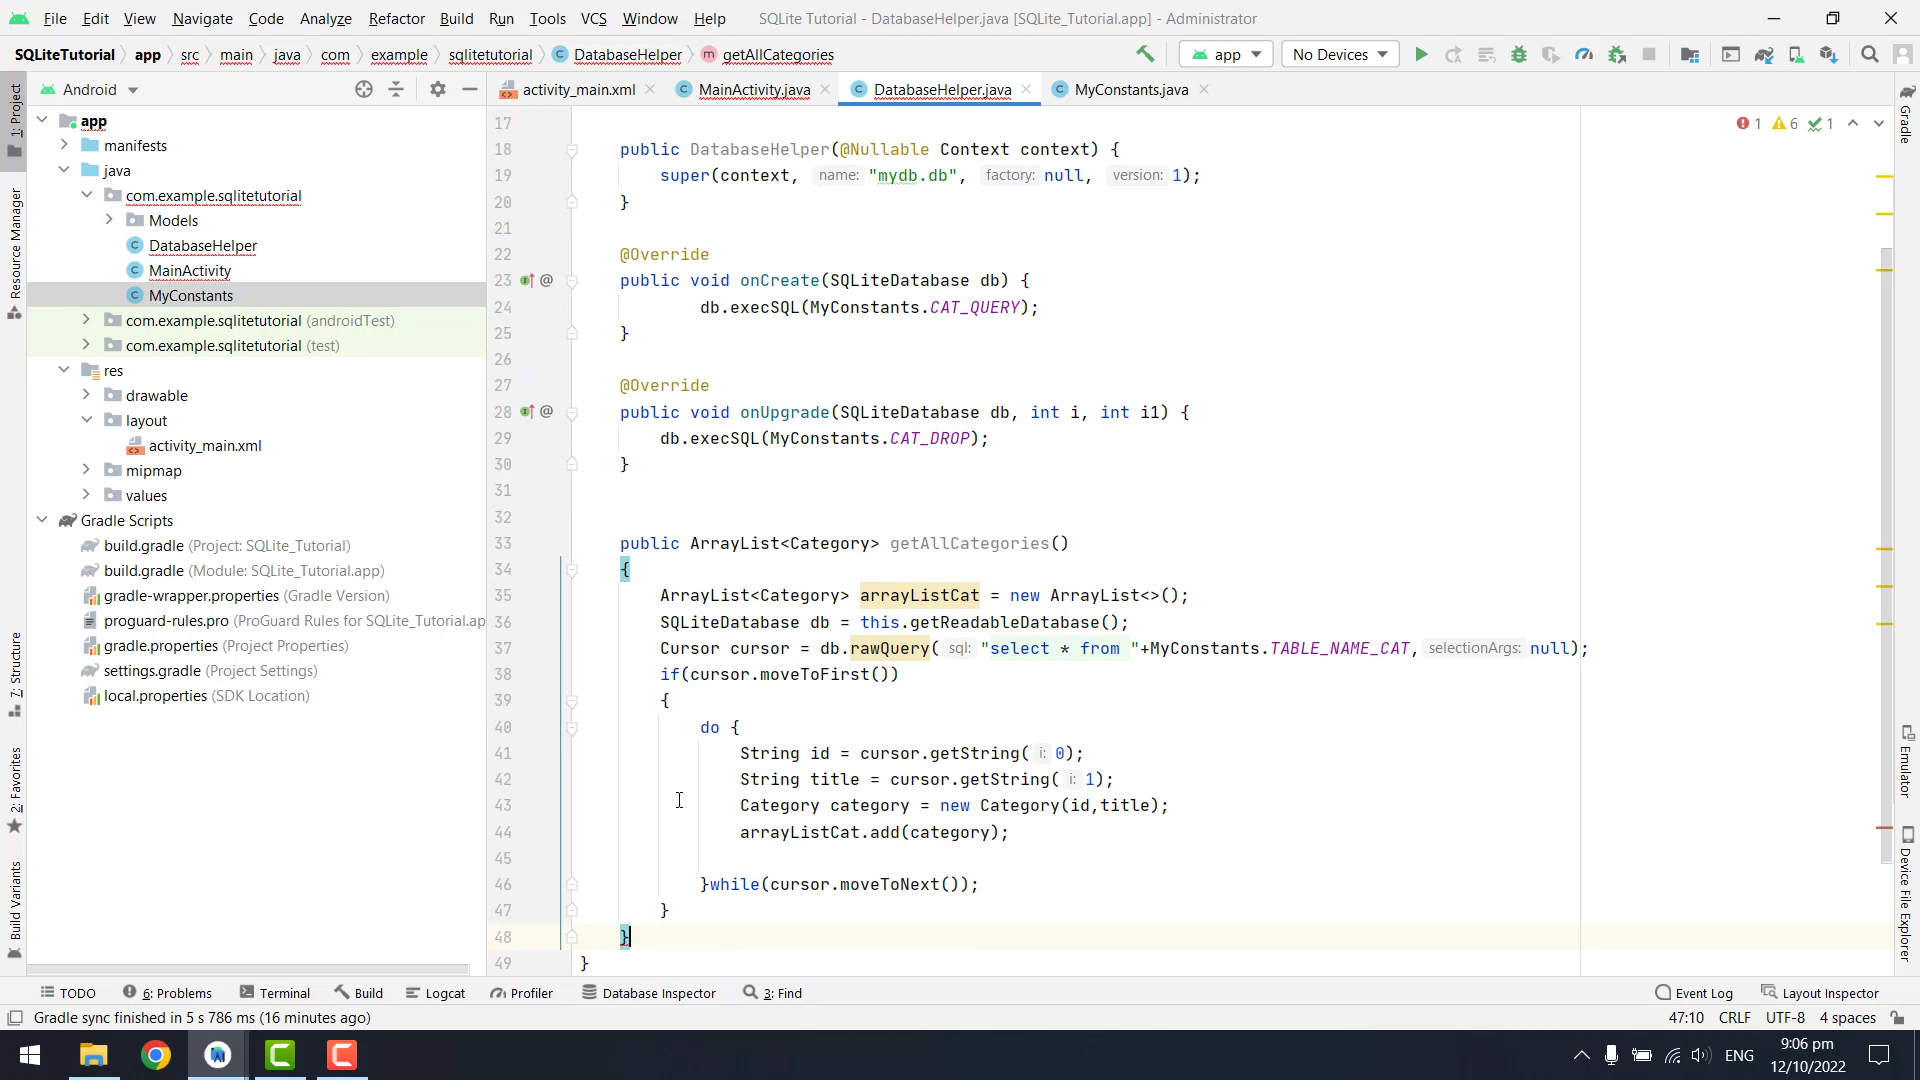 File Edit View Navigate Code Analyze Refactor Build Run Tools VCS Window Help SQLite Tutorial - DatabaseHelper.java [SQLite_Tutorial.app] - Administrator
SQLiteTutorial app src main java com example sqlitetutorial DatabaseHelper getAllCategories app No Devices
Android activity_main.xml MainActivity.java DatabaseHelper.java MyConstants.java
1: Project
Resource Manager
7: Structure
2: Favorites
Build Variants
app
manifests
java
com.example.sqlitetutorial
Models
DatabaseHelper
MainActivity
MyConstants
com.example.sqlitetutorial (androidTest)
com.example.sqlitetutorial (test)
res
drawable
layout
activity_main.xml
mipmap
values
Gradle Scripts
build.gradle (Project: SQLite_Tutorial)
build.gradle (Module: SQLite_Tutorial.app)
gradle-wrapper.properties (Gradle Version)
proguard-rules.pro (ProGuard Rules for SQLite_Tutorial.ap
gradle.properties (Project Properties)
settings.gradle (Project Settings)
local.properties (SDK Location)
1 6 1
17
18 public DatabaseHelper(@Nullable Context context) {
19 super(context, name: "mydb.db", factory: null, version: 1);
20 }
21
22 @Override
23 @ public void onCreate(SQLiteDatabase db) {
24 db.execSQL(MyConstants.CAT_QUERY);
25 }
26
27 @Override
28 @ public void onUpgrade(SQLiteDatabase db, int i, int i1) {
29 db.execSQL(MyConstants.CAT_DROP);
30 }
31
32
33 public ArrayList<Category> getAllCategories()
34 {
35 ArrayList<Category> arrayListCat = new ArrayList<>();
36 SQLiteDatabase db = this.getReadableDatabase();
37 Cursor cursor = db.rawQuery( sql: "select * from "+MyConstants.TABLE_NAME_CAT, selectionArgs: null);
38 if(cursor.moveToFirst())
39 {
40 do {
41 String id = cursor.getString( i: 0);
42 String title = cursor.getString( i: 1);
43 Category category = new Category(id,title);
44 arrayListCat.add(category);
45
46 }while(cursor.moveToNext());
47 }
48 }
49 }
Gradle
Emulator
Device File Explorer
TODO 6: Problems Terminal Build Logcat Profiler Database Inspector 3: Find Event Log Layout Inspector
Gradle sync finished in 5 s 786 ms (16 minutes ago) 47:10 CRLF UTF-8 4 spaces
ENG 9:06 pm
12/10/2022